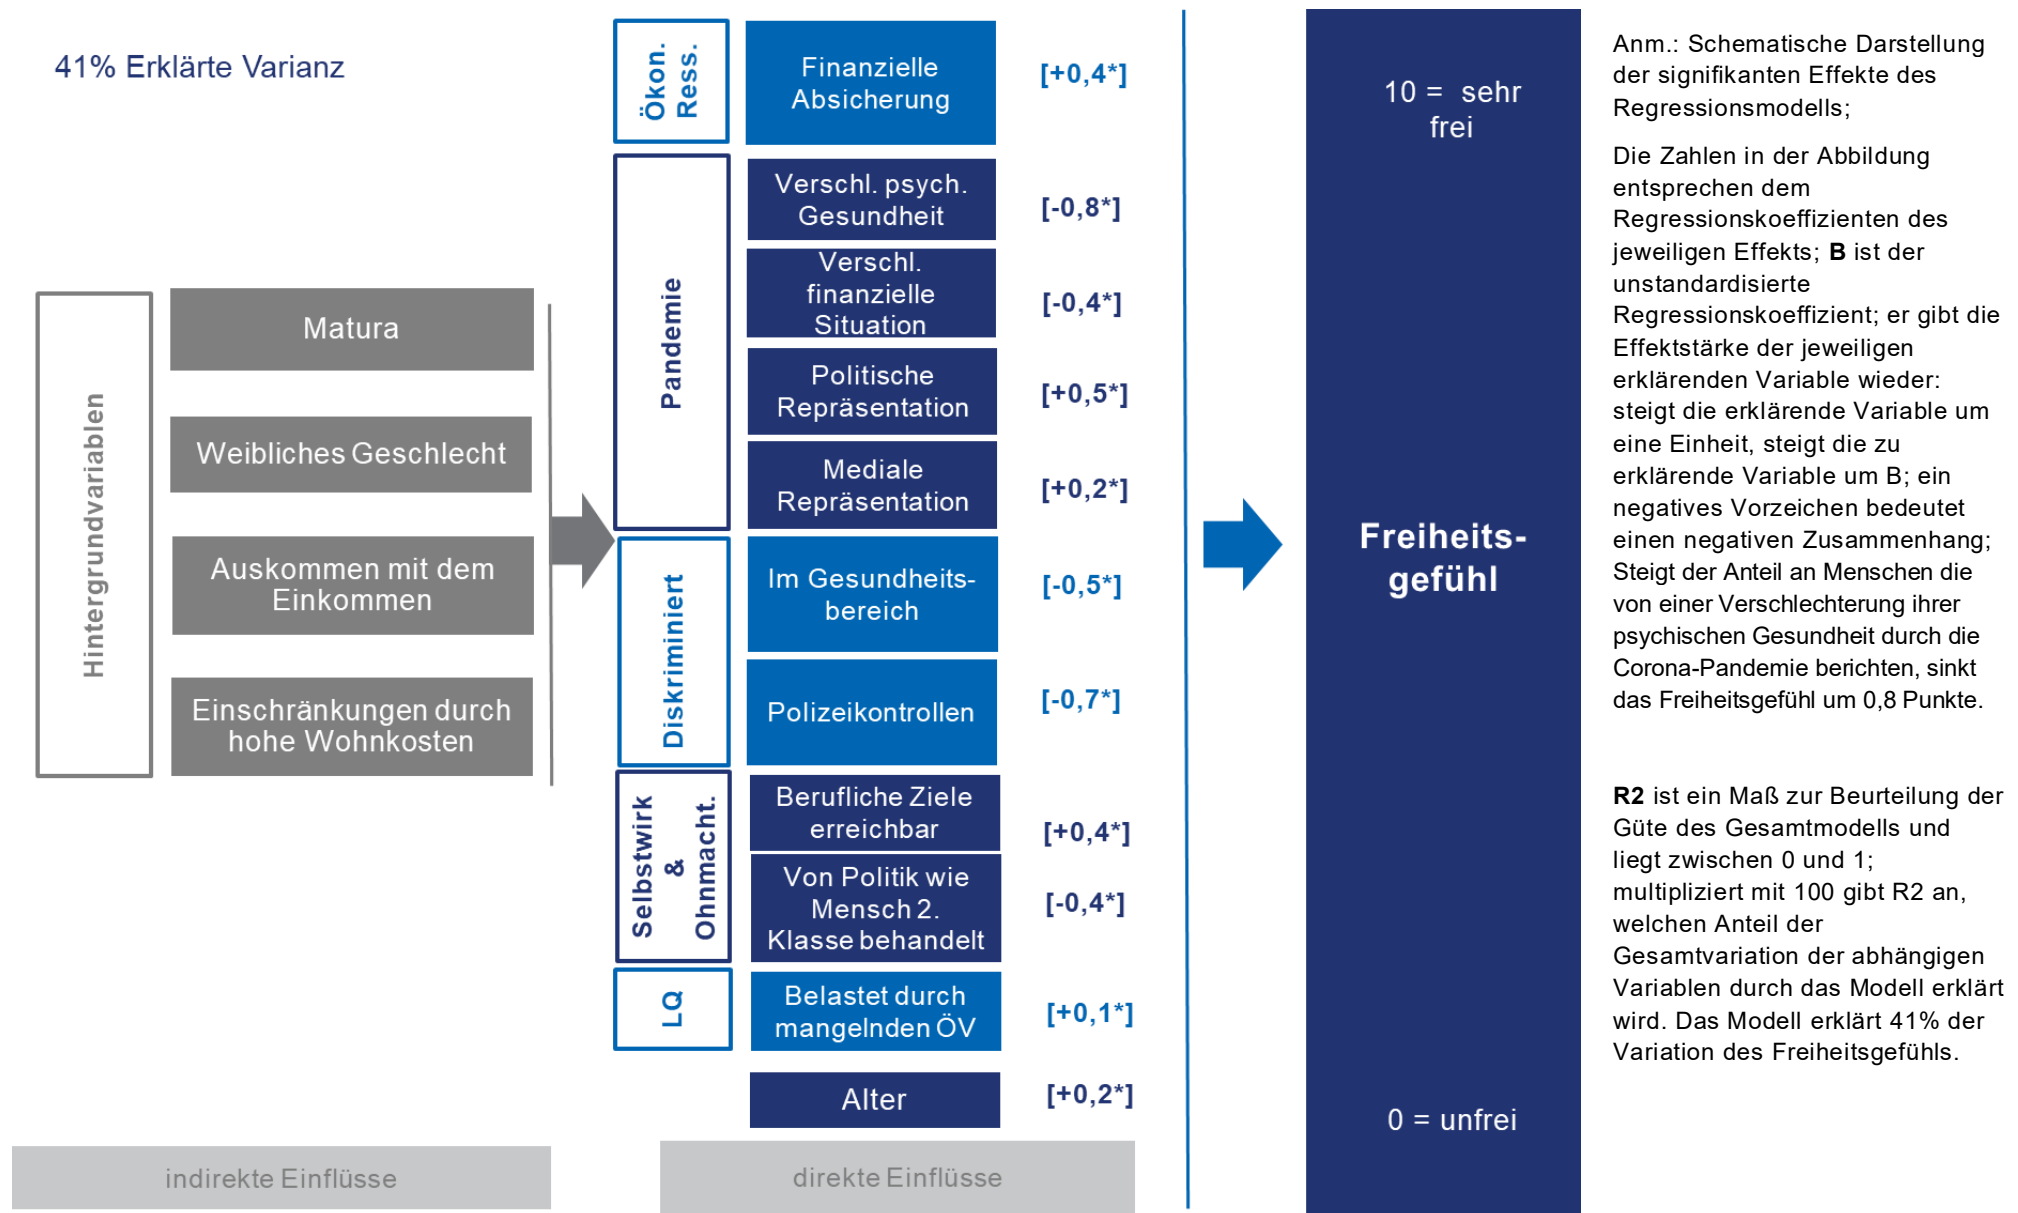 41% Erklärte Varianz
Hintergrundvariablen
Matura
Weibliches Geschlecht
Auskommen mit dem
Einkommen
Einschränkungen durch
hohe Wohnkosten
indirekte Einflüsse
Ökon.
Ress.
Finanzielle
Absicherung
[+0,4*]
Pandemie
Verschl. psych.
Gesundheit
[-0,8*]
Verschl.
finanzielle
Situation
[-0,4*]
Politische
Repräsentation
[+0,5*]
Mediale
Repräsentation
[+0,2*]
Diskriminiert
Im Gesundheits-
bereich
[-0,5*]
Polizeikontrollen
[-0,7*]
Selbstwirk
&
Ohnmacht.
Berufliche Ziele
erreichbar
[+0,4*]
Von Politik wie
Mensch 2.
Klasse behandelt
[-0,4*]
LQ
Belastet durch
mangelnden ÖV
[+0,1*]
Alter
[+0,2*]
direkte Einflüsse
10 = sehr
frei
Freiheits-
gefühl
0 = unfrei
Anm.: Schematische Darstellung
der signifikanten Effekte des
Regressionsmodells;
Die Zahlen in der Abbildung
entsprechen dem
Regressionskoeffizienten des
jeweiligen Effekts; B ist der
unstandardisierte
Regressionskoeffizient; er gibt die
Effektstärke der jeweiligen
erklärenden Variable wieder:
steigt die erklärende Variable um
eine Einheit, steigt die zu
erklärende Variable um B; ein
negatives Vorzeichen bedeutet
einen negativen Zusammenhang;
Steigt der Anteil an Menschen die
von einer Verschlechterung ihrer
psychischen Gesundheit durch die
Corona-Pandemie berichten, sinkt
das Freiheitsgefühl um 0,8 Punkte.
R2 ist ein Maß zur Beurteilung der
Güte des Gesamtmodells und
liegt zwischen 0 und 1;
multipliziert mit 100 gibt R2 an,
welchen Anteil der
Gesamtvariation der abhängigen
Variablen durch das Modell erklärt
wird. Das Modell erklärt 41% der
Variation des Freiheitsgefühls.